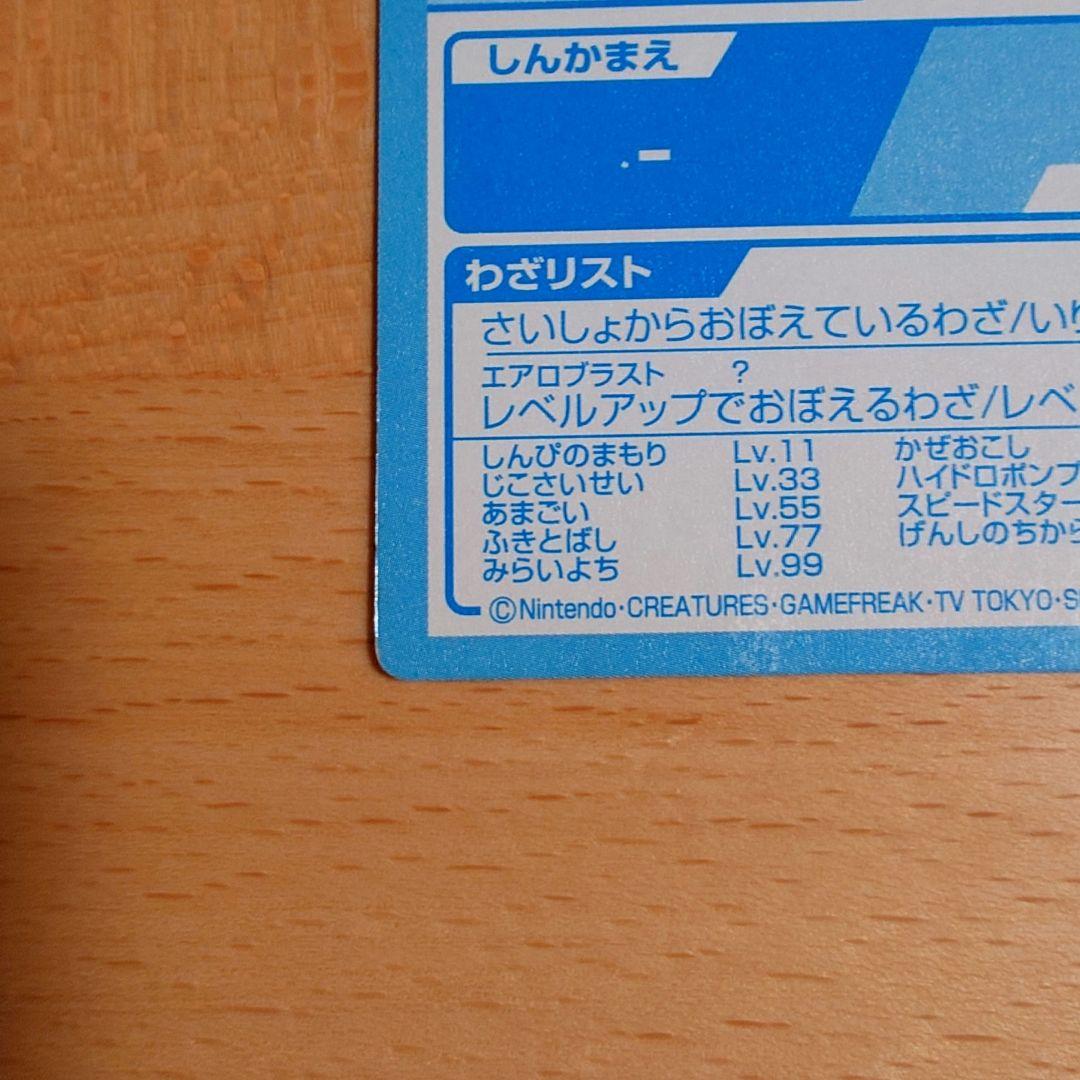 しんかまえ
-
わざリスト
さいしょからおぼえているわざ/い
エアロブラスト ?
レベルアップでおぼえるわざ/レベ
しんぴのまもり Lv.11 かぜおこし
じこさいせい Lv.33 ハイドロポンプ
あまごい Lv.55 スピードスター
ふきとばし Lv.77 げんしのちから
みらいよち Lv.99
©Nintendo・CREATURES・GAMEFREAK・TV TOKYO・S